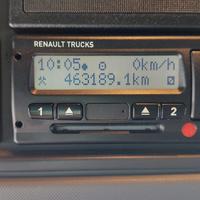 RENAULT TRUCKS
10:05 0km/h
463189.1km
1 2